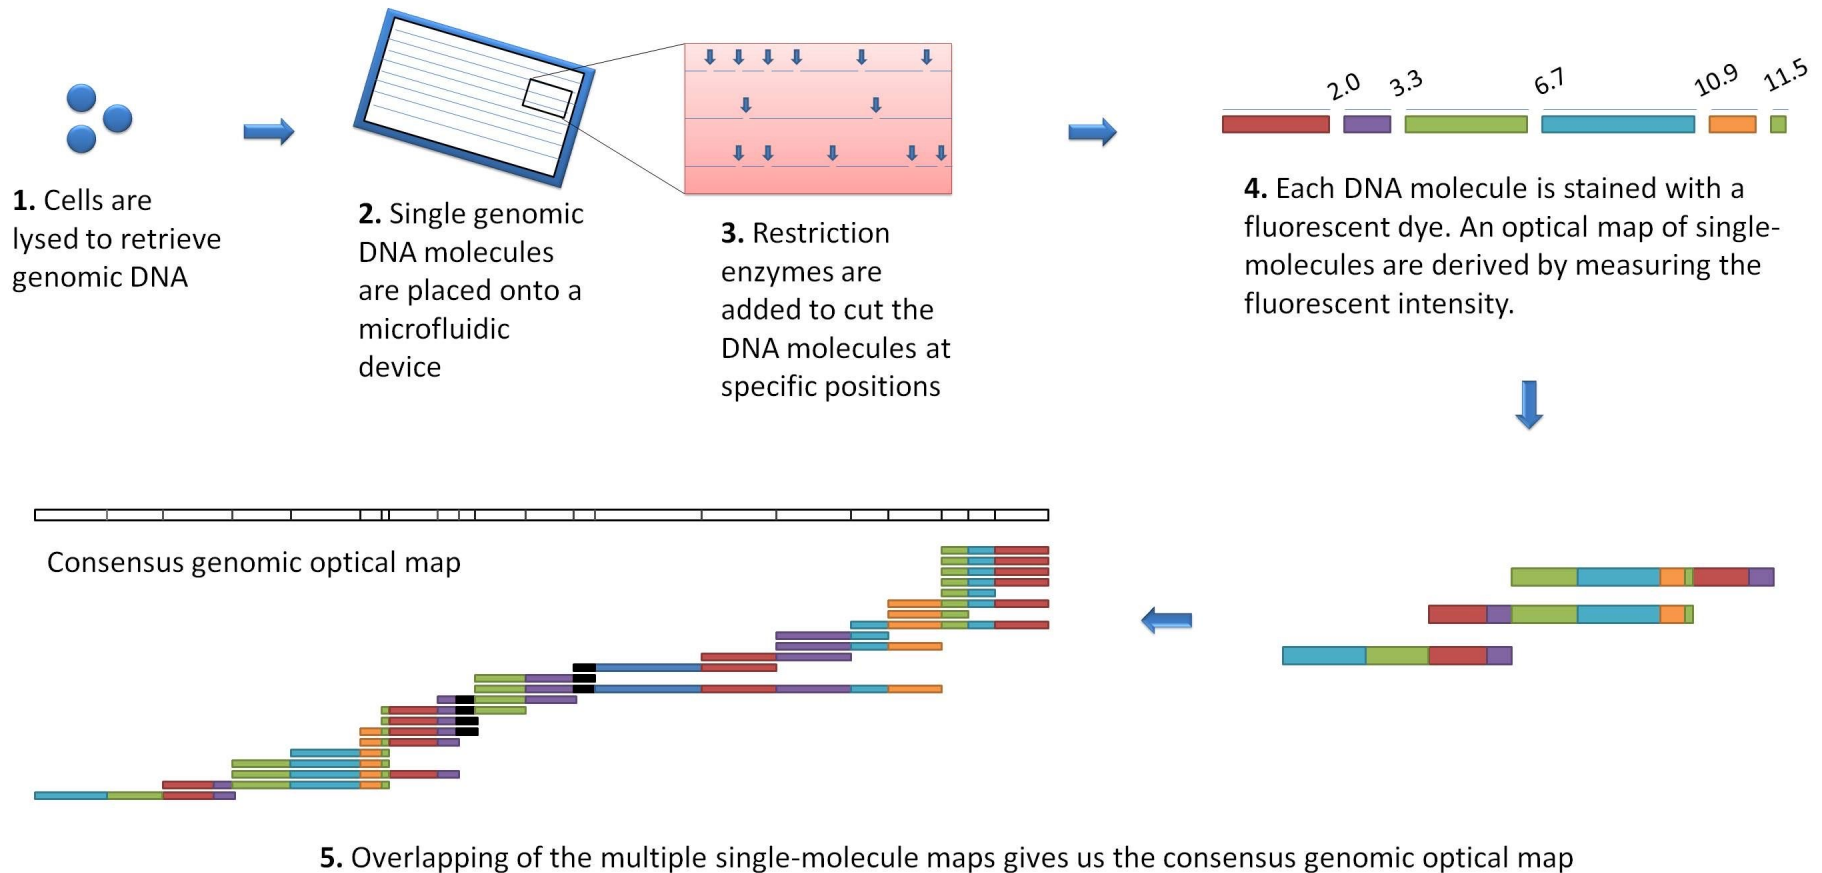 1. Cells are
lysed to retrieve
genomic DNA
2. Single genomic
DNA molecules
are placed onto a
microfluidic
device
3. Restriction
enzymes are
added to cut the
DNA molecules at
specific positions
2.0 3.3 6.7 10.9 11.5
4. Each DNA molecule is stained with a
fluorescent dye. An optical map of single-
molecules are derived by measuring the
fluorescent intensity.
Consensus genomic optical map
5. Overlapping of the multiple single-molecule maps gives us the consensus genomic optical map